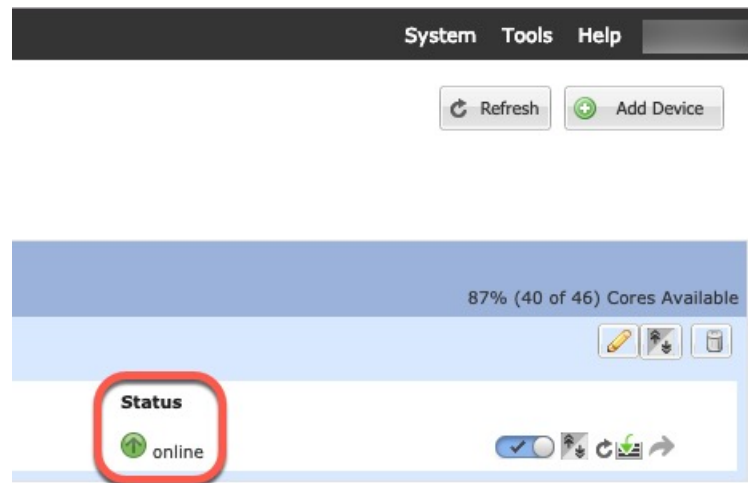 System Tools Help
Refresh Add Device
87% (40 of 46) Cores Available
Status
online